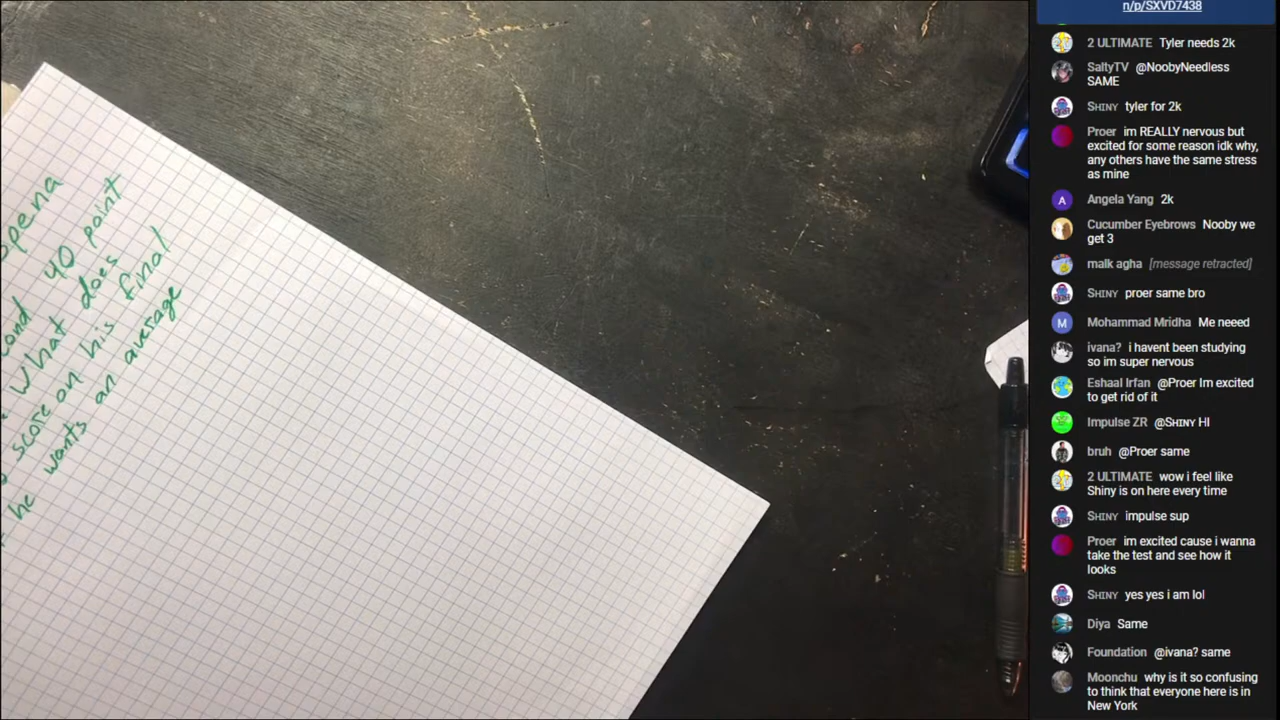 pena
ond 40 point
What does
score on his final
he wants an average
n/p/SXVD7438
2 ULTIMATE Tyler needs 2k
SaltyTV @NoobyNeedless
SAME
SHINY tyler for 2k
Proer im REALLY nervous but
excited for some reason idk why,
any others have the same stress
as mine
A
Angela Yang 2k
Cucumber Eyebrows Nooby we
get 3
malk agha [message retracted]
SHINY proer same bro
M
Mohammad Mridha Me neeed
ivana? i havent been studying
so im super nervous
Eshaal Irfan @Proer Im excited
to get rid of it
Impulse ZR @SHINY HI
bruh @Proer same
2 ULTIMATE wow i feel like
Shiny is on here every time
SHINY impulse sup
Proer im excited cause i wanna
take the test and see how it
looks
SHINY yes yes i am lol
Diya Same
Foundation @ivana? same
Moonchu why is it so confusing
to think that everyone here is in
New York